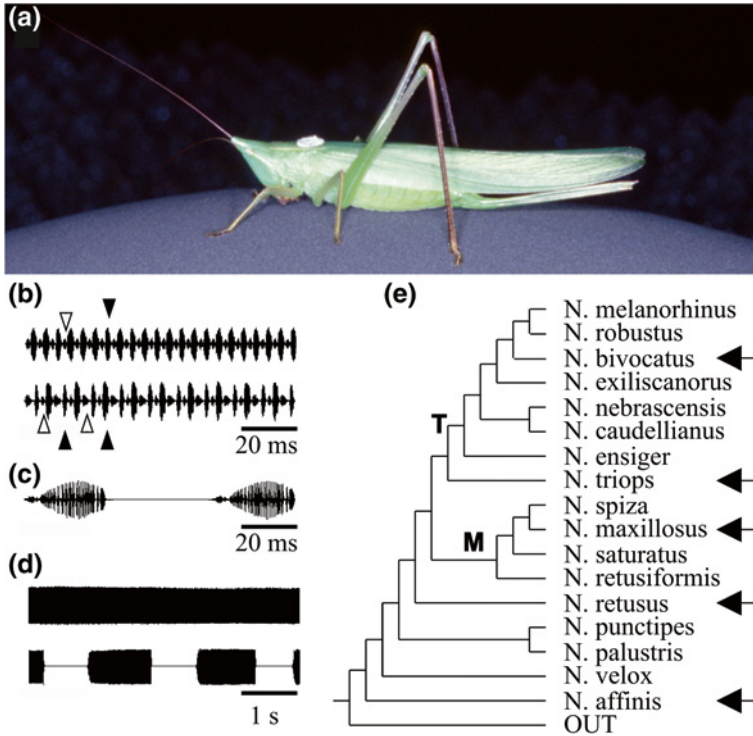 (a)
(b)
20 ms
(c)
20 ms
(d)
1 s
(e)
N. melanorhinus
N. robustus
N. bivocatus
N. exiliscanorus
N. nebrascensis
N. caudellianus
T
N. ensiger
N. triops
N. spiza
N. maxillosus
M
N. saturatus
N. retusiformis
N. retusus
N. punctipes
N. palustris
N. velox
N. affinis
OUT